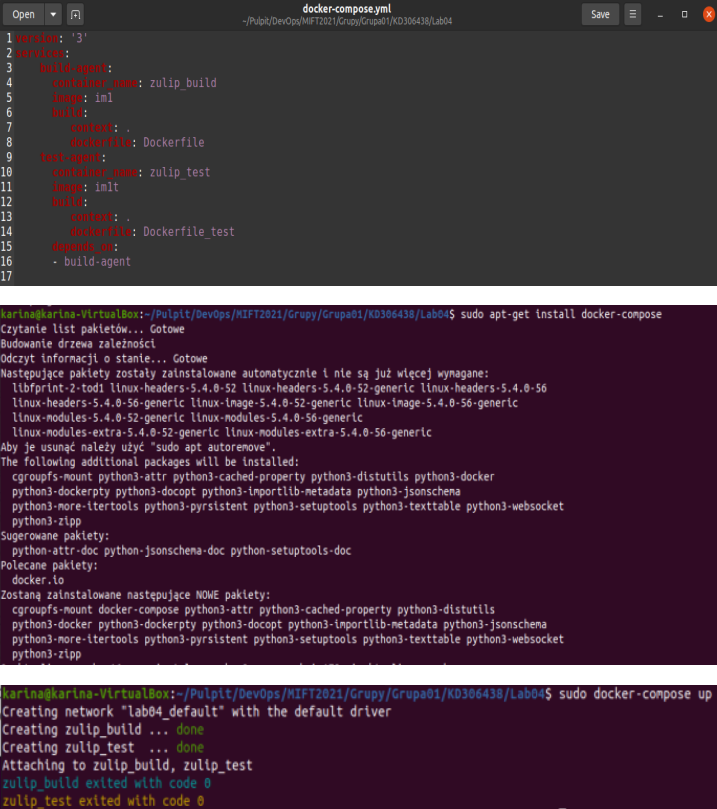 Open
docker-compose.yml
~/Pulpit/DevOps/MIFT2021/Grupy/Grupa01/KD306438/Lab04
Save
1 version: '3'
2 services:
3 build-agent:
4 container_name: zulip_build
5 image: im1
6 build:
7 context: .
8 dockerfile: Dockerfile
9 test-agent:
10 container_name: zulip_test
11 image: im1t
12 build:
13 context: .
14 dockerfile: Dockerfile_test
15 depends_on:
16 - build-agent
17
karina@karina-VirtualBox:~/Pulpit/DevOps/MIFT2021/Grupy/Grupa01/KD306438/Lab04$ sudo apt-get install docker-compose
Czytanie list pakietów... Gotowe
Budowanie drzewa zależności
Odczyt informacji o stanie... Gotowe
Następujące pakiety zostały zainstalowane automatycznie i nie są już więcej wymagane:
libfprint-2-tod1 linux-headers-5.4.0-52 linux-headers-5.4.0-52-generic linux-headers-5.4.0-56
linux-headers-5.4.0-56-generic linux-image-5.4.0-52-generic linux-image-5.4.0-56-generic
linux-modules-5.4.0-52-generic linux-modules-5.4.0-56-generic
linux-modules-extra-5.4.0-52-generic linux-modules-extra-5.4.0-56-generic
Aby je usunąć należy użyć "sudo apt autoremove".
The following additional packages will be installed:
cgroupfs-mount python3-attr python3-cached-property python3-distutils python3-docker
python3-dockerpty python3-docopt python3-importlib-metadata python3-jsonschema
python3-more-itertools python3-pyrsistent python3-setuptools python3-texttable python3-websocket
python3-zipp
Sugerowane pakiety:
python-attr-doc python-jsonschema-doc python-setuptools-doc
Polecane pakiety:
docker.io
Zostaną zainstalowane następujące NOWE pakiety:
cgroupfs-mount docker-compose python3-attr python3-cached-property python3-distutils
python3-docker python3-dockerpty python3-docopt python3-importlib-metadata python3-jsonschema
python3-more-itertools python3-pyrsistent python3-setuptools python3-texttable python3-websocket
python3-zipp
karina@karina-VirtualBox:~/Pulpit/DevOps/MIFT2021/Grupy/Grupa01/KD306438/Lab04$ sudo docker-compose up
Creating network "lab04_default" with the default driver
Creating zulip_build ... done
Creating zulip_test ... done
Attaching to zulip_build, zulip_test
zulip_build exited with code 0
zulip_test exited with code 0